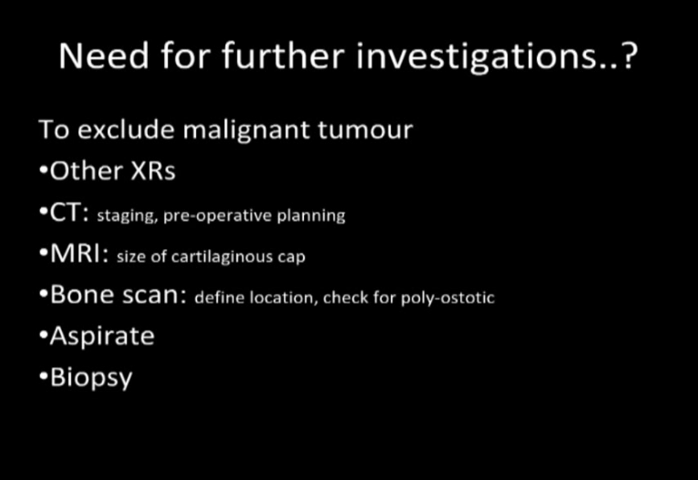 Need for further investigations..?
To exclude malignant tumour
•Other XRs
•CT: staging, pre-operative planning
•MRI: size of cartilaginous cap
•Bone scan: define location, check for poly-ostotic
•Aspirate
•Biopsy